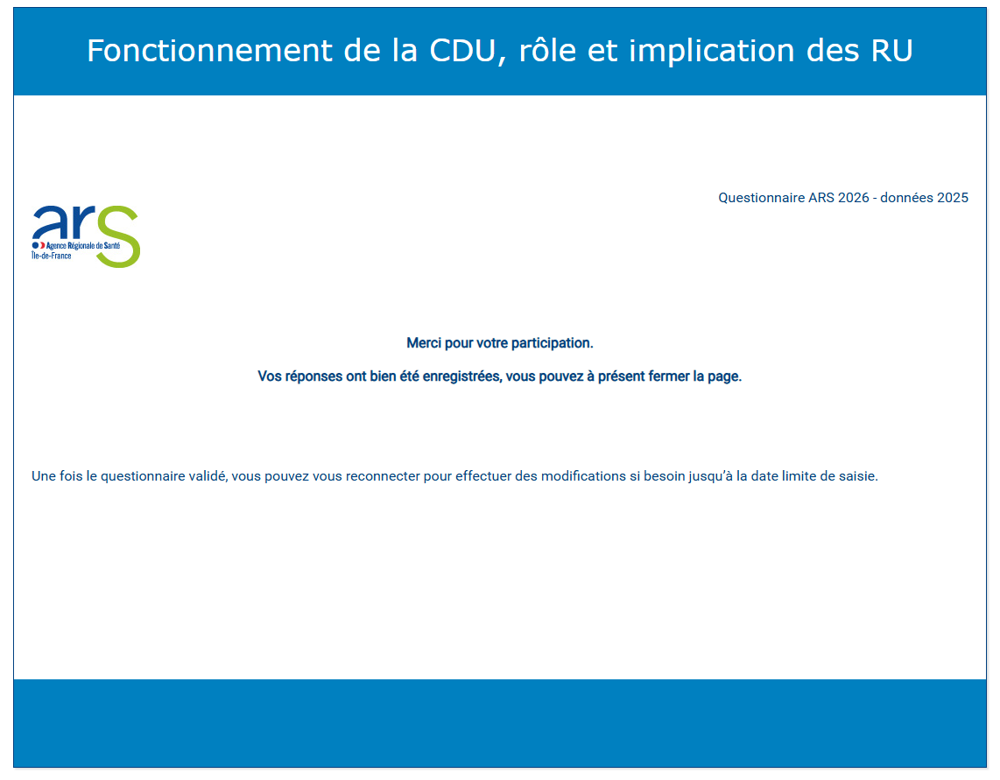 Fonctionnement de la CDU, rôle et implication des RU
Questionnaire ARS 2026 - données 2025
ars
Agence Régionale de Santé
Île-de-France
Merci pour votre participation.
Vos réponses ont bien été enregistrées, vous pouvez à présent fermer la page.
Une fois le questionnaire validé, vous pouvez vous reconnecter pour effectuer des modifications si besoin jusqu’à la date limite de saisie.